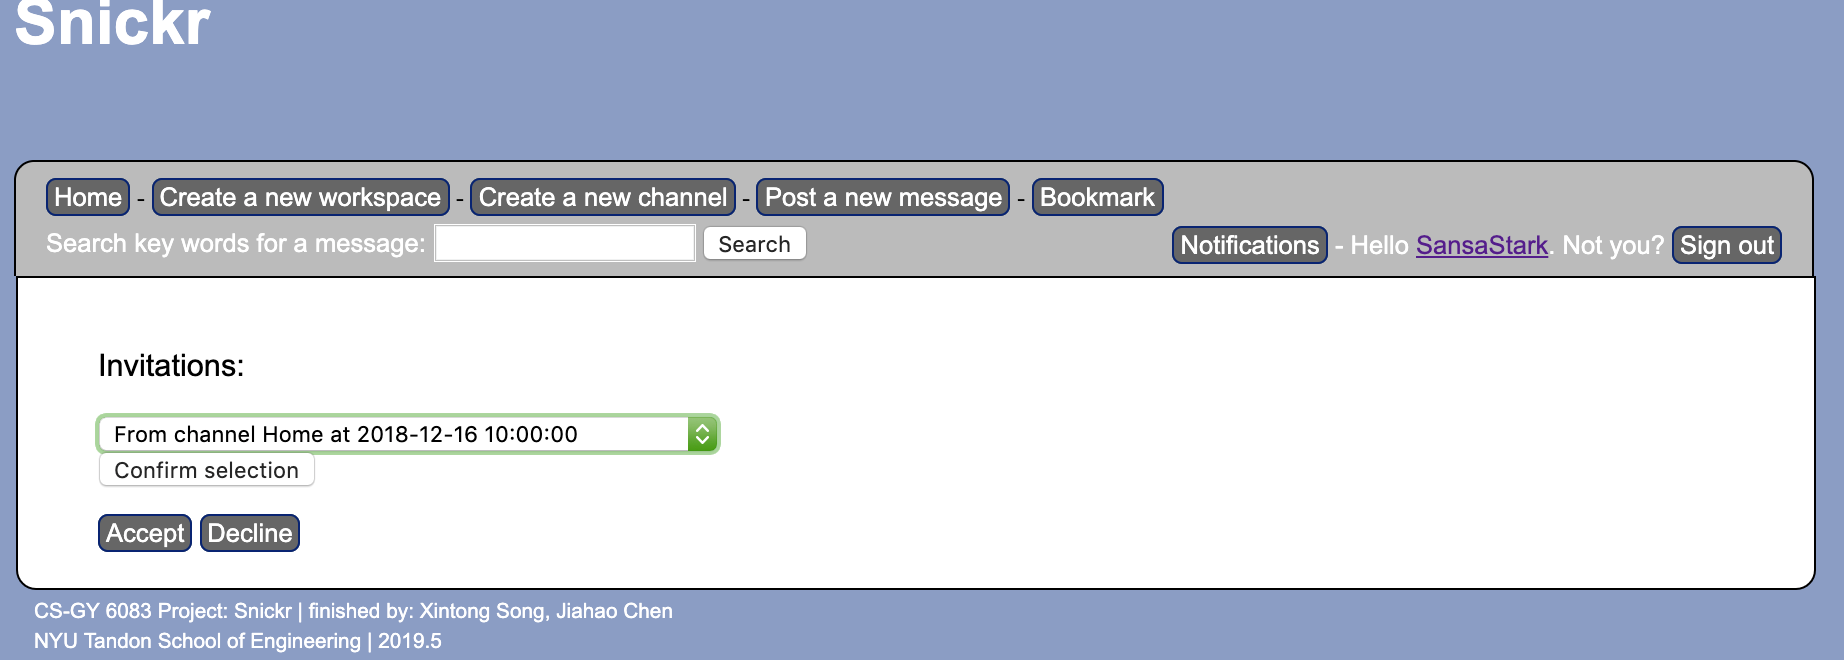 Snickr
Home - Create a new workspace - Create a new channel - Post a new message - Bookmark
Search key words for a message: Search
Notifications - Hello SansaStark. Not you? Sign out
Invitations:
From channel Home at 2018-12-16 10:00:00
Confirm selection
Accept Decline
CS-GY 6083 Project: Snickr | finished by: Xintong Song, Jiahao Chen
NYU Tandon School of Engineering | 2019.5